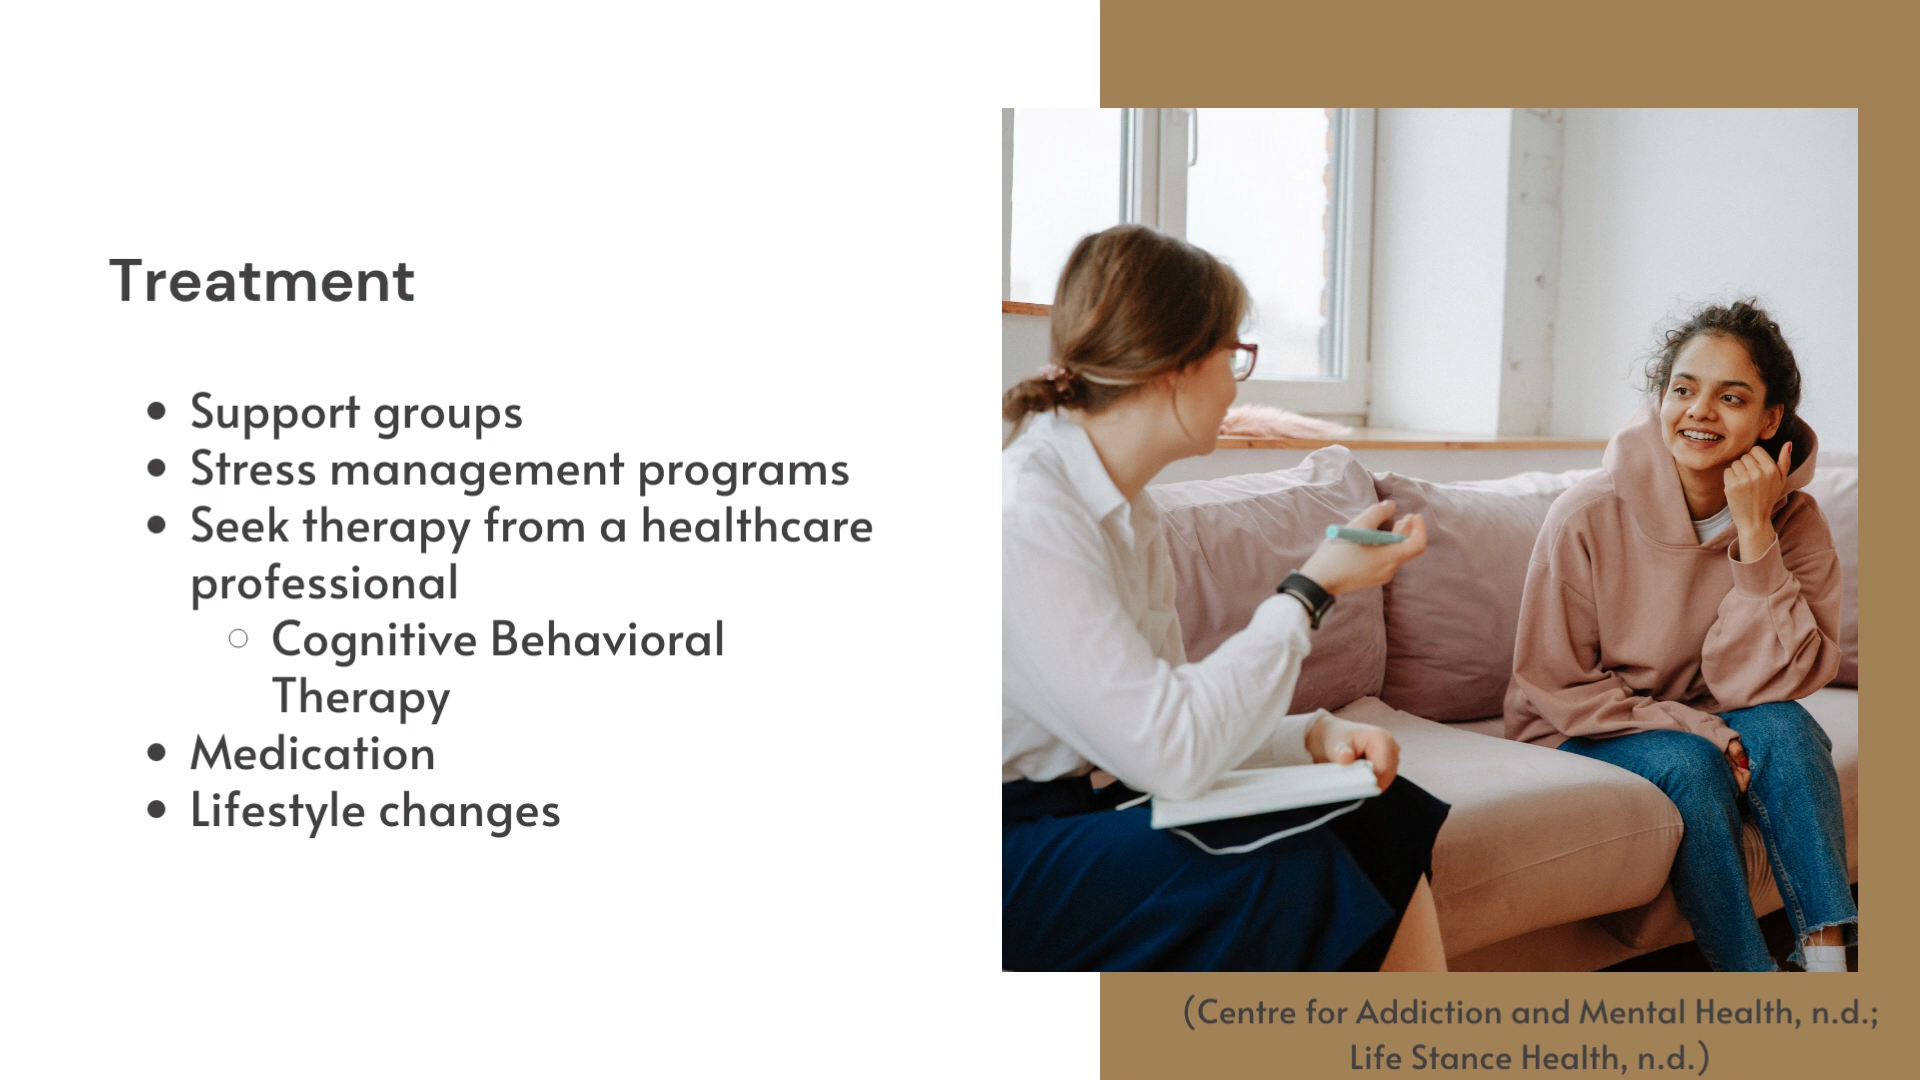 Treatment
• Support groups
• Stress management programs
• Seek therapy from a healthcare
professional
○ Cognitive Behavioral
Therapy
• Medication
• Lifestyle changes
(Centre for Addiction and Mental Health, n.d.;
Life Stance Health, n.d.)